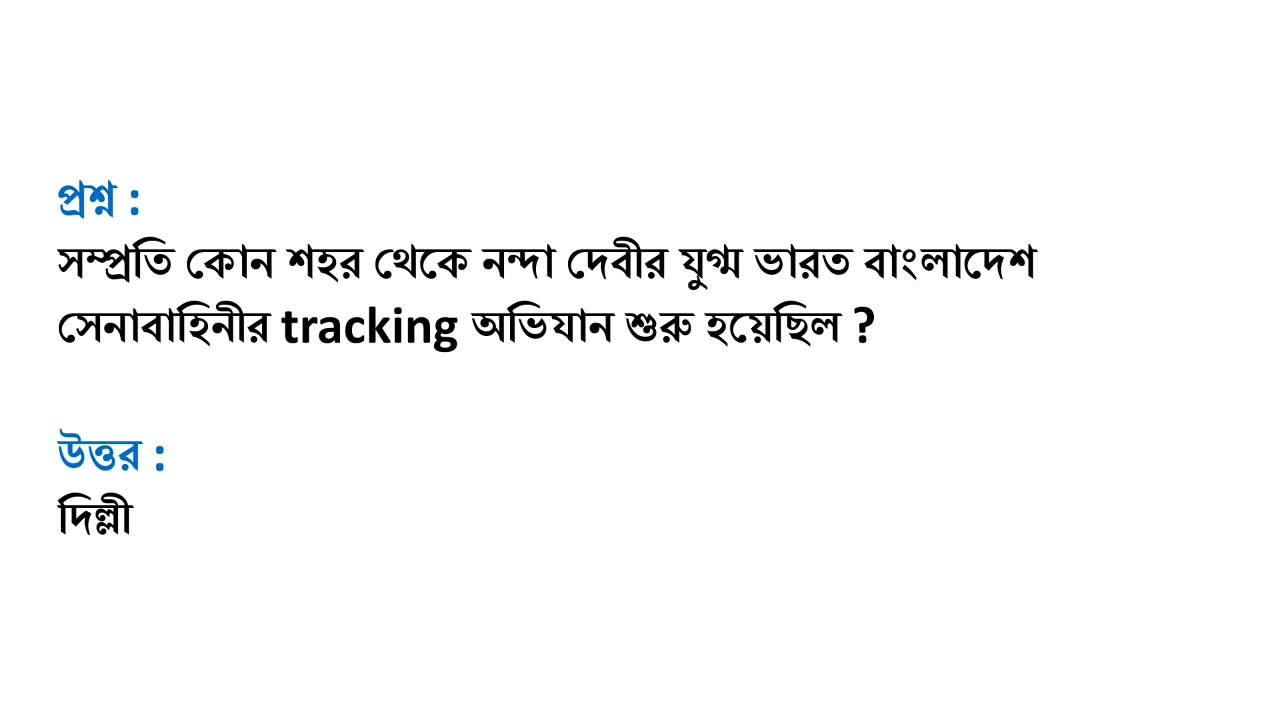 প্রশ্ন :
সম্প্রতি কোন শহর থেকে নন্দা দেবীর যুগ্ম ভারত বাংলাদেশ
সেনাবাহিনীর tracking অভিযান শুরু হয়েছিল ?
উত্তর :
দিল্লী